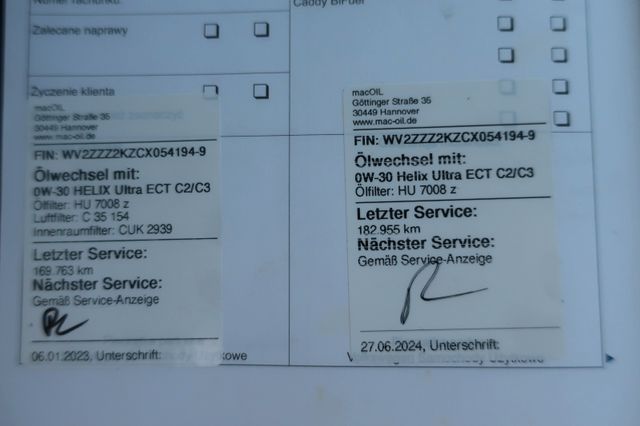 Numer rachunku:
Caddy BiFuel
Zalecane naprawy
Życzenie klienta
macOIL
Göttinger Straße 35
30449 Hannover
www.mac-oil.de
FIN: WV2ZZZ2KZCX054194-9
Ölwechsel mit:
0W-30 HELIX Ultra ECT C2/C3
Ölfilter: HU 7008 z
Luftfilter: C 35 154
Innenraumfilter: CUK 2939
Letzter Service:
169.763 km
Nächster Service:
Gemäß Service-Anzeige
06.01.2023, Unterschrift:
Użytkowe
macOIL
Göttinger Straße 35
30449 Hannover
www.mac-oil.de
FIN: WV2ZZZ2KZCX054194-9
Ölwechsel mit:
0W-30 Helix Ultra ECT C2/C3
Ölfilter: HU 7008 z
Letzter Service:
182.955 km
Nächster Service:
Gemäß Service-Anzeige
27.06.2024, Unterschrift:
Użytkowe